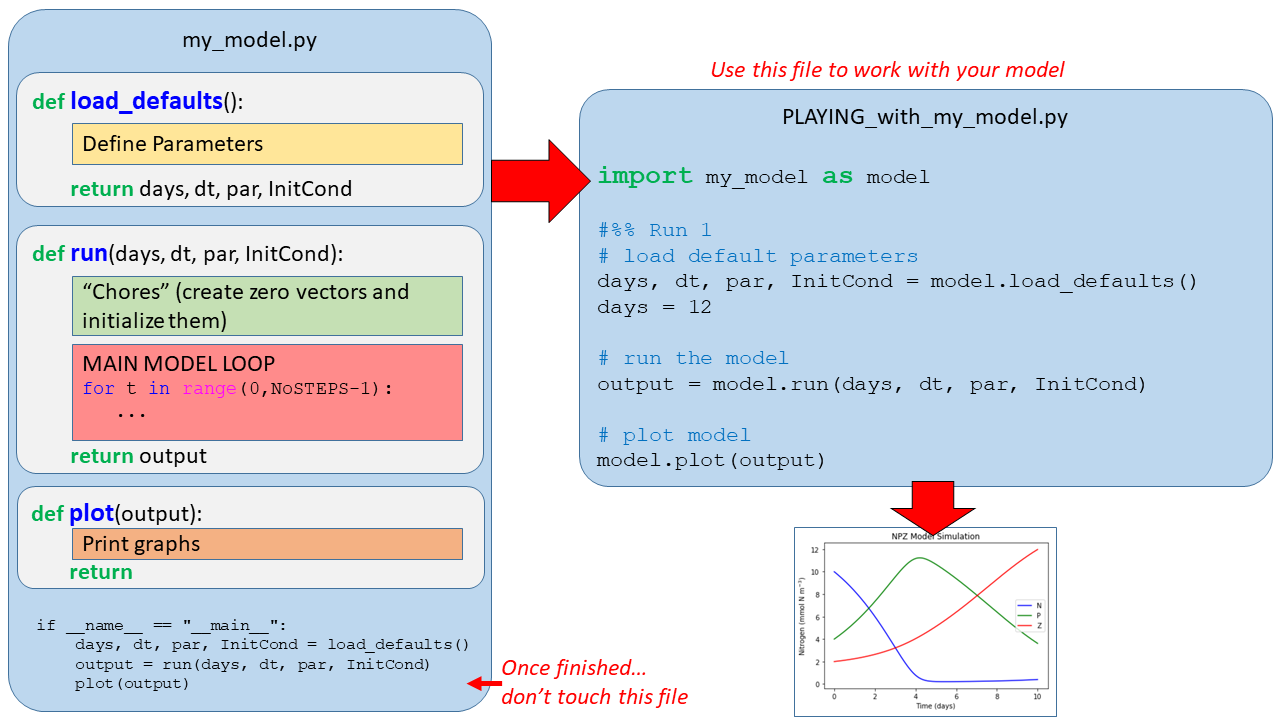 my_model.py
def load_defaults():
Define Parameters
return days, dt, par, InitCond
def run(days, dt, par, InitCond):
“Chores” (create zero vectors and
initialize them)
MAIN MODEL LOOP
for t in range(0,NoSTEPS-1):
...
return output
def plot(output):
Print graphs
return
if __name__ == "__main__":
days, dt, par, InitCond = load_defaults()
output = run(days, dt, par, InitCond)
plot(output)
Once finished…
don’t touch this file
Use this file to work with your model
PLAYING_with_my_model.py
import my_model as model
#%% Run 1
# load default parameters
days, dt, par, InitCond = model.load_defaults()
days = 12
# run the model
output = model.run(days, dt, par, InitCond)
# plot model
model.plot(output)
NPZ Model Simulation
Nitrogen (mmol N m⁻³)
12
10
8
6
4
2
0
N
P
Z
0 2 4 6 8 10
Time (days)